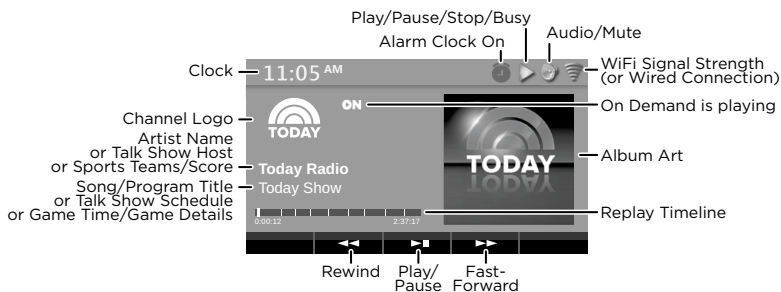 Play/Pause/Stop/Busy
Alarm Clock On
Audio/Mute
Clock
11:05 AM
WiFi Signal Strength
(or Wired Connection)
ON
On Demand is playing
Channel Logo
TODAY
TODAY
Album Art
Artist Name
or Talk Show Host
or Sports Teams/Score
Today Radio
Song/Program Title
or Talk Show Schedule
or Game Time/Game Details
Today Show
0:00:12
2:37:17
Replay Timeline
Rewind
Play/
Pause
Fast-
Forward